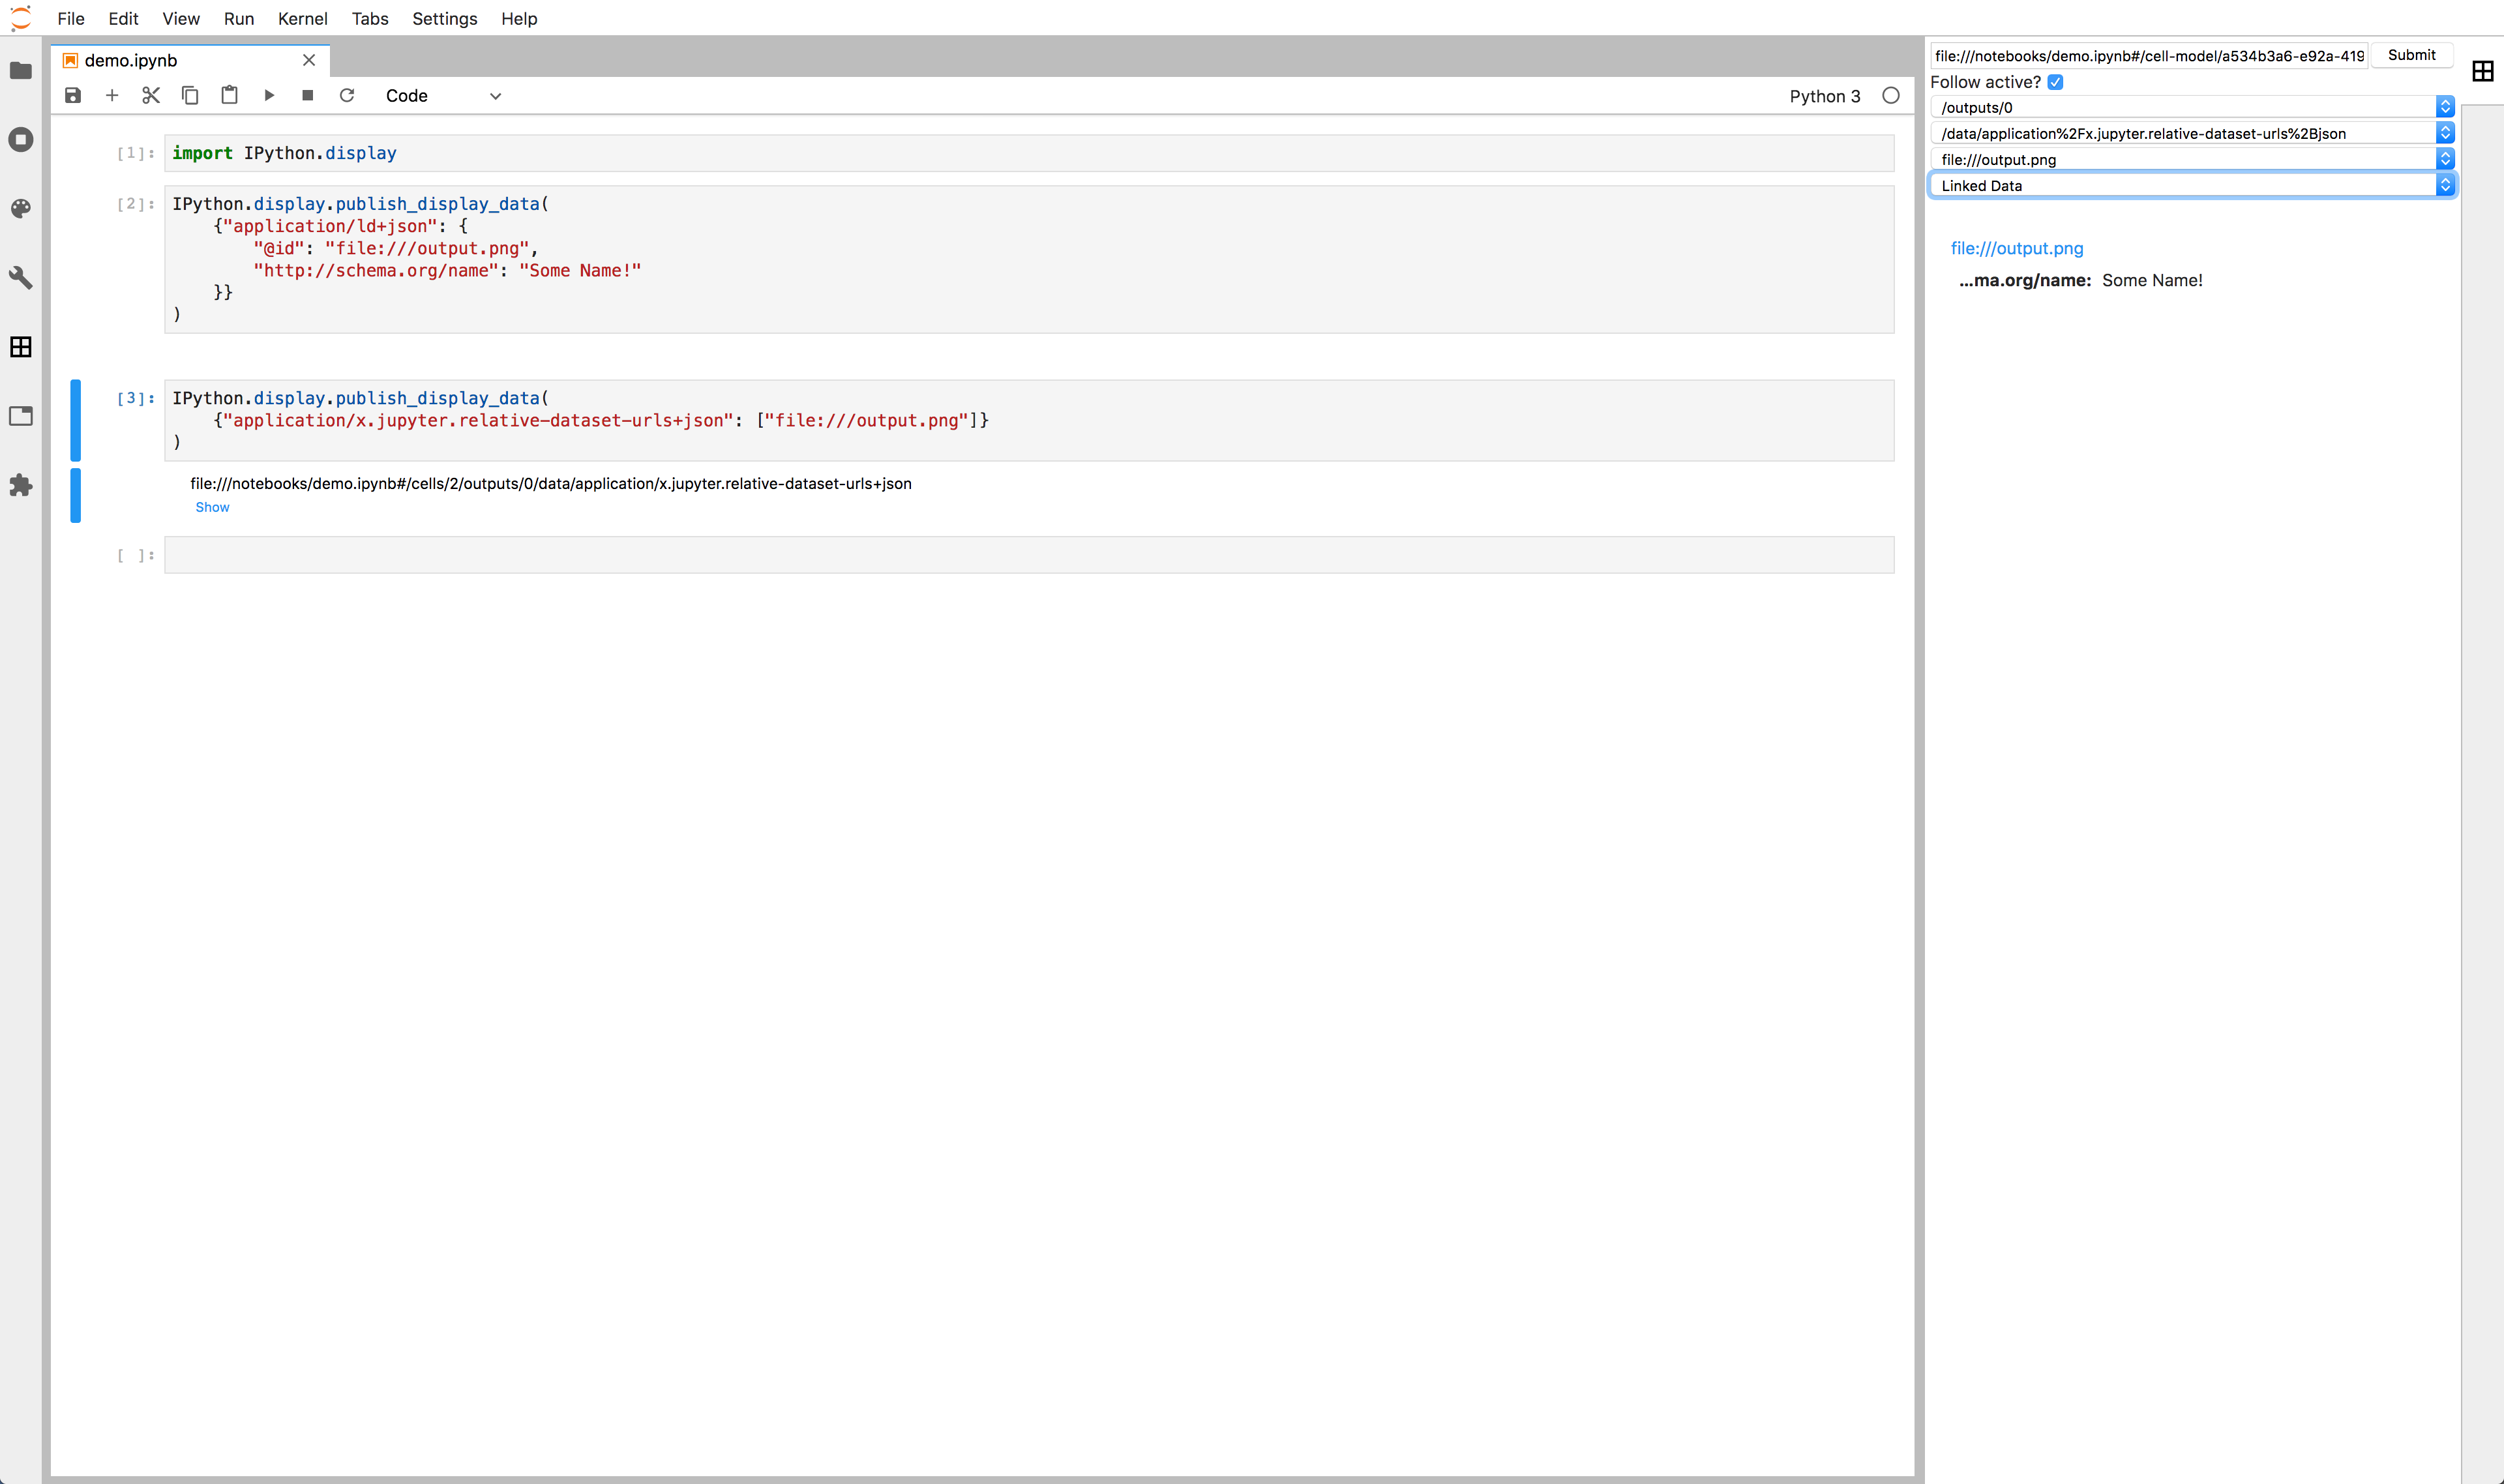 File Edit View Run Kernel Tabs Settings Help
demo.ipynb
Code
Python 3
[1]: import IPython.display
[2]: IPython.display.publish_display_data(
{"application/ld+json": {
"@id": "file:///output.png",
"http://schema.org/name": "Some Name!"
}}
)
[3]: IPython.display.publish_display_data(
{"application/x.jupyter.relative-dataset-urls+json": ["file:///output.png"]}
)
file:///notebooks/demo.ipynb#/cells/2/outputs/0/data/application/x.jupyter.relative-dataset-urls+json
Show
[ ]:
file:///notebooks/demo.ipynb#/cell-model/a534b3a6-e92a-419 Submit
Follow active?
/outputs/0
/data/application%2Fx.jupyter.relative-dataset-urls%2Bjson
file:///output.png
Linked Data
file:///output.png
...ma.org/name: Some Name!